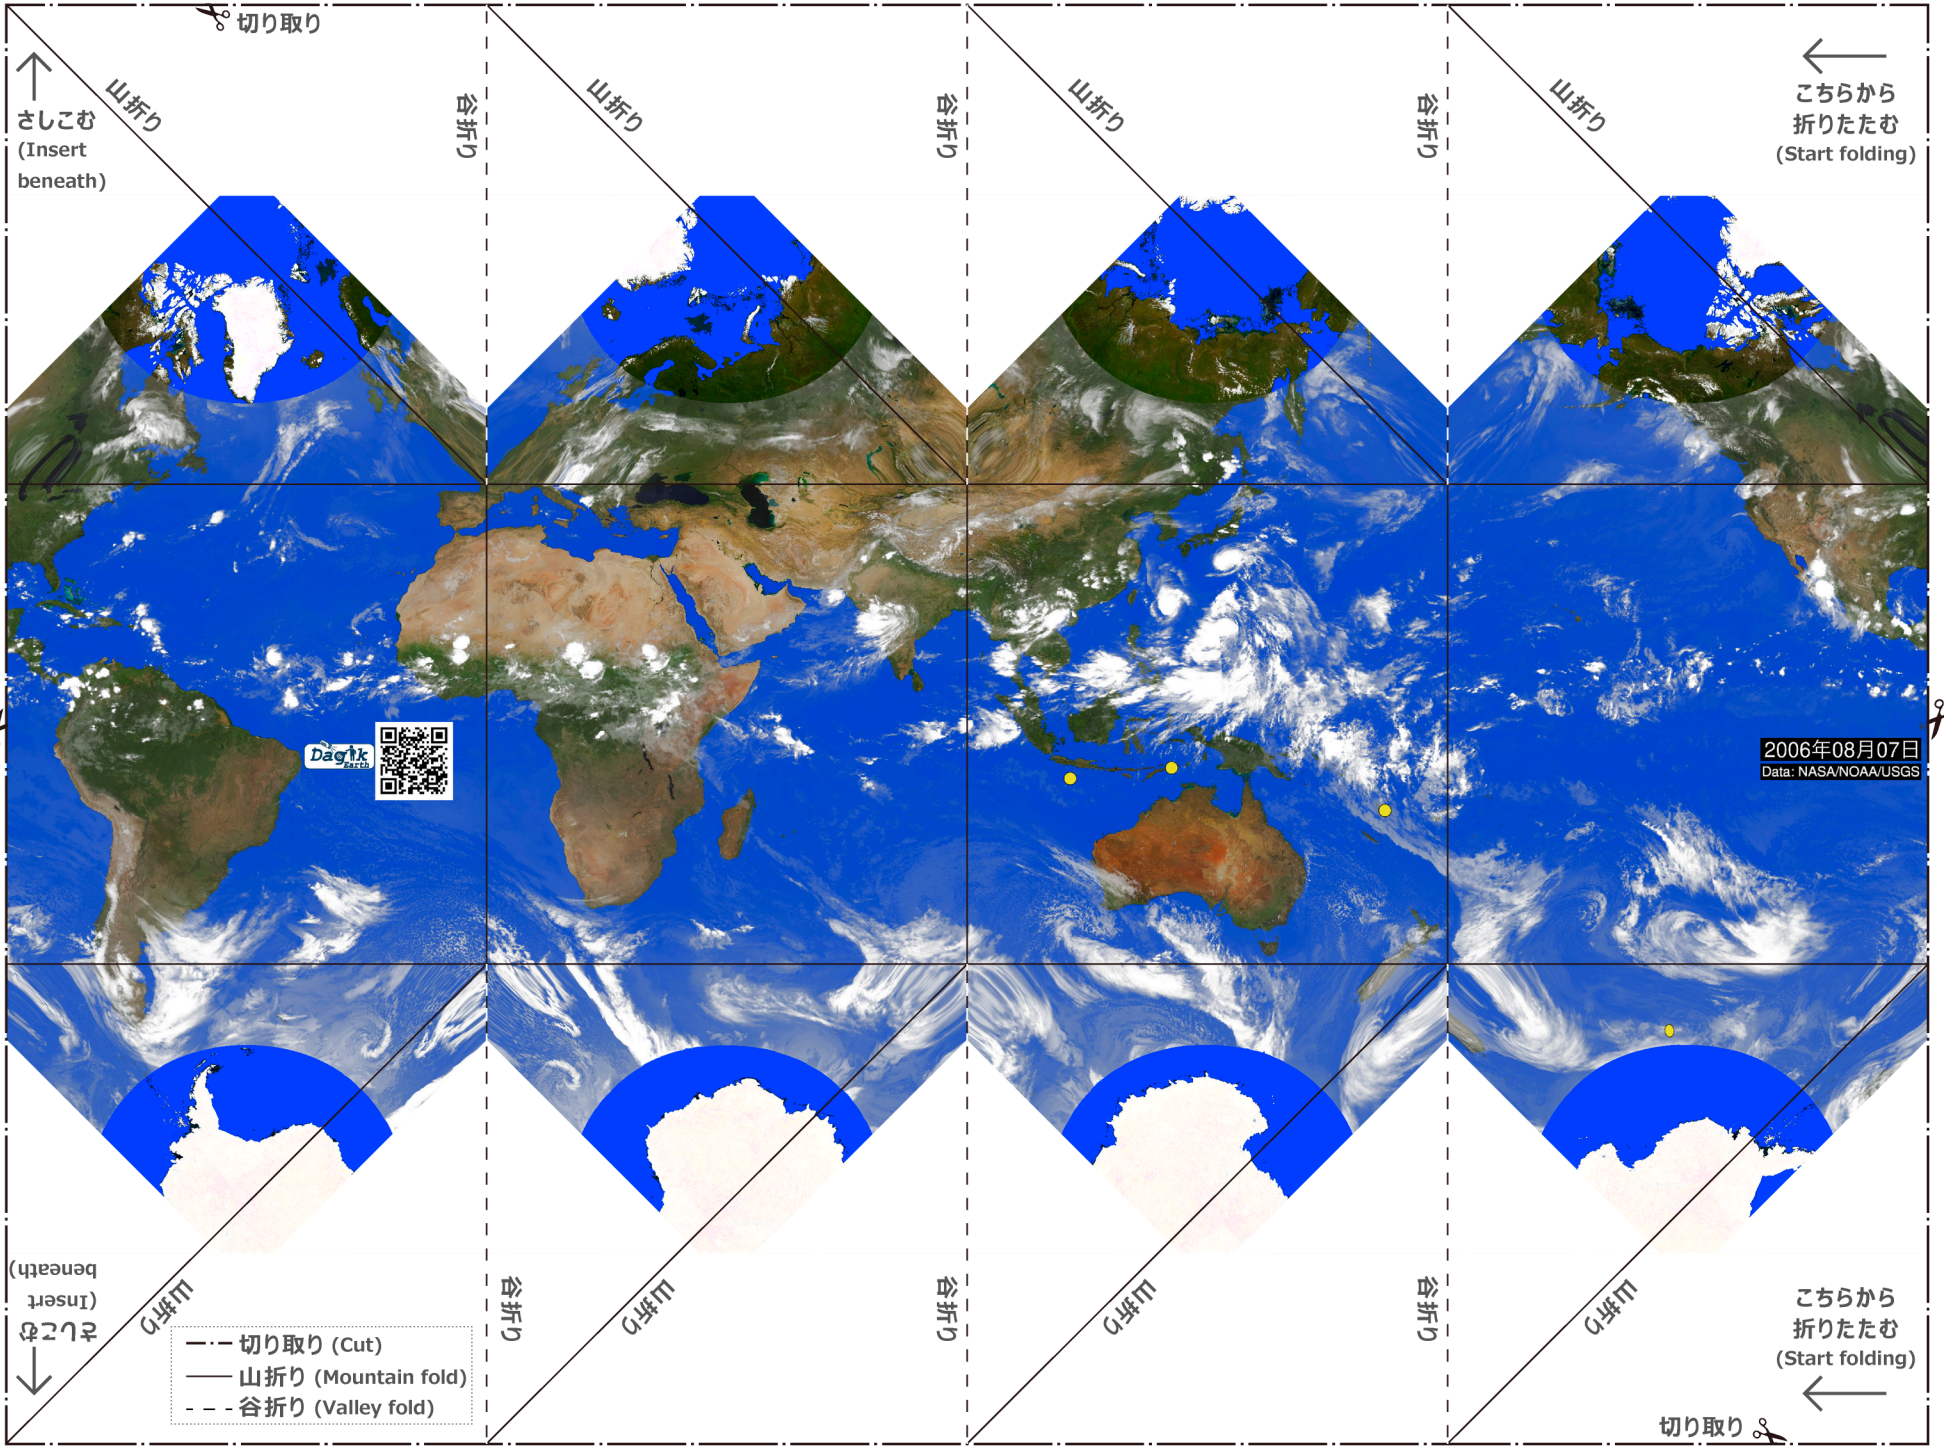 切り取り
山折り
谷折り
山折り
谷折り
山折り
谷折り
山折り
さしこむ
(Insert
beneath)
こちらから
折りたたむ
(Start folding)
Dagik
Earth
2006年08月07日
Data: NASA/NOAA/USGS
さしこむ
(Insert
beneath)
山折り
谷折り
山折り
谷折り
山折り
谷折り
山折り
切り取り (Cut)
山折り (Mountain fold)
谷折り (Valley fold)
こちらから
折りたたむ
(Start folding)
切り取り